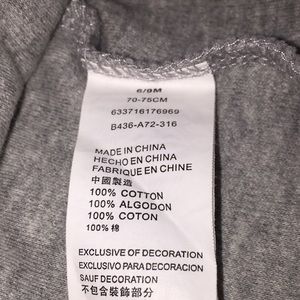 6/9M
70-75CM
633716176969
B436-A72-316
MADE IN CHINA
HECHO EN CHINA
FABRIQUE EN CHINE
中國製造
100% COTTON
100% ALGODON
100% COTON
100% 棉
EXCLUSIVE OF DECORATION
EXCLUSIVO PARA DECORACION
SAUF DECORATION
不包含裝飾部分